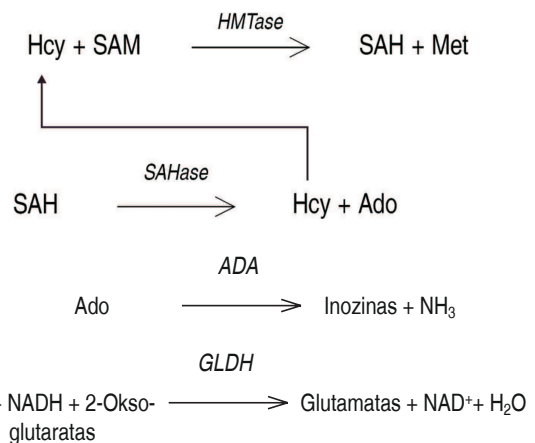 HMTase
Hcy + SAM → SAH + Met
SAHase
SAH → Hcy + Ado
ADA
Ado → Inozinas + NH₃
GLDH
+ NADH + 2-Okso- → Glutamatas + NAD⁺+ H₂O
glutaratas